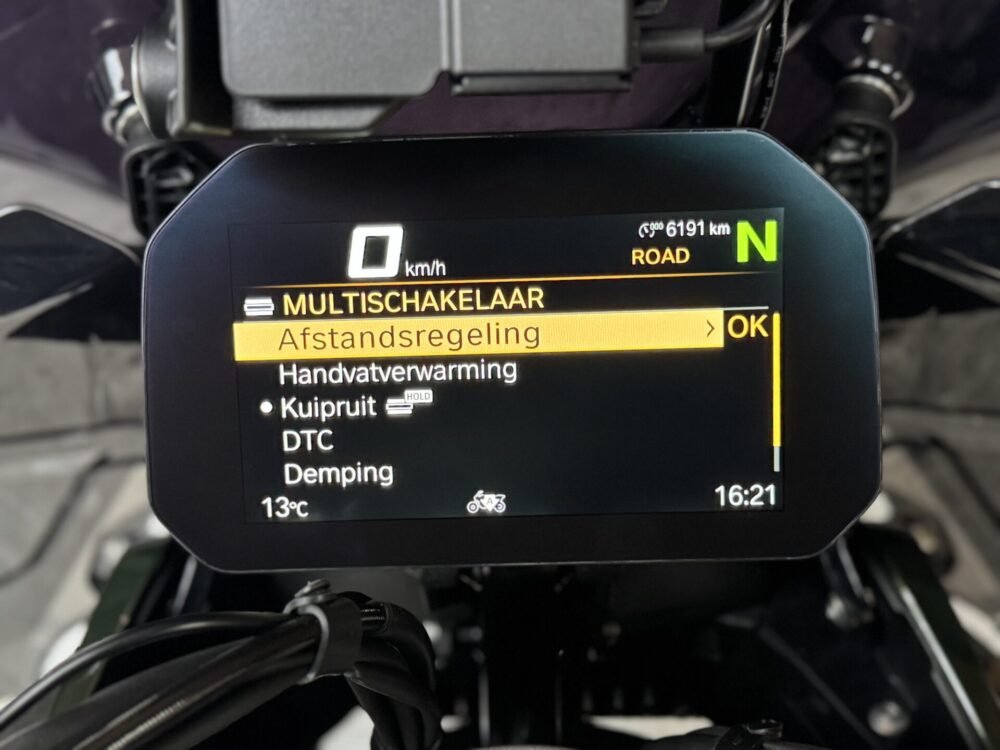 0 km/h
6191 km
ROAD
N
MULTISCHAKELAAR
Afstandsregeling > OK
Handvatverwarming
• Kuipruit HOLD
DTC
Demping
13°C
A
16:21